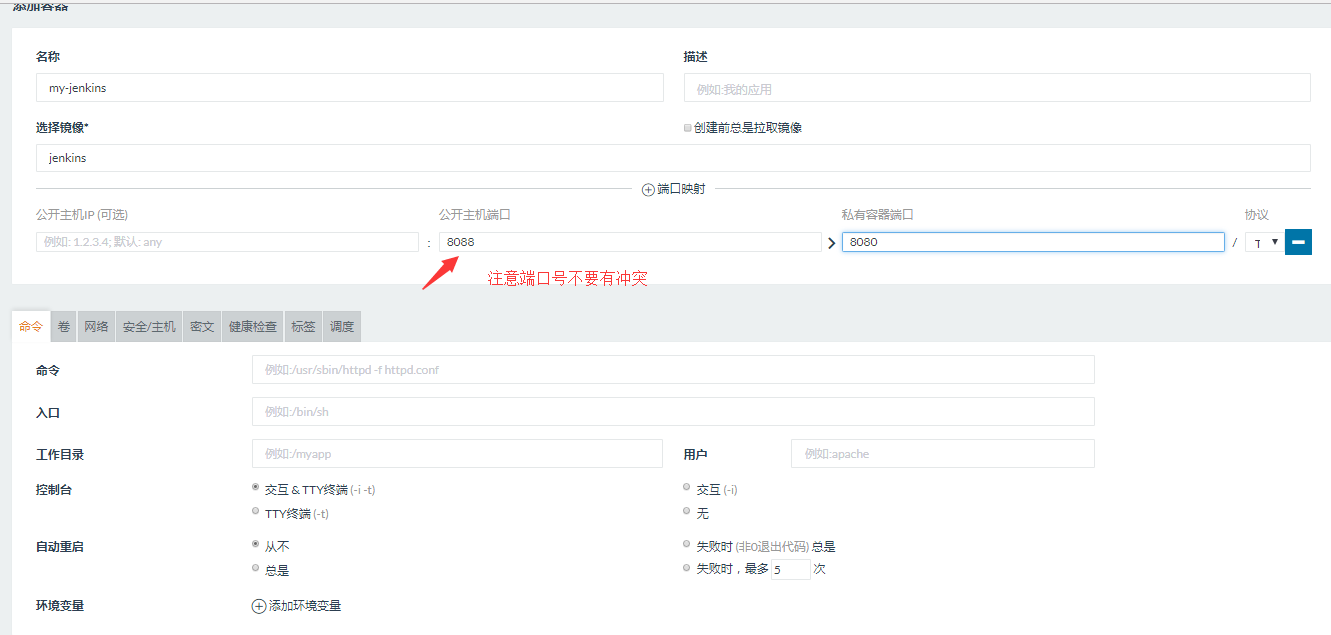 添加容器
名称 描述
my-jenkins 例如:我的应用
选择镜像* 创建前总是拉取镜像
jenkins
端口映射
公开主机IP (可选) 公开主机端口 私有容器端口 协议
例如: 1.2.3.4; 默认: any : 8088 8080 / T
注意端口号不要有冲突
命令 卷 网络 安全/主机 密文 健康检查 标签 调度
命令 例如:/usr/sbin/httpd -f httpd.conf
入口 例如:/bin/sh
工作目录 例如:/myapp 用户 例如:apache
控制台 交互 & TTY终端 (-i -t) 交互 (-i)
TTY终端 (-t) 无
自动重启 从不 失败时 (非0退出代码) 总是
总是 失败时，最多 5 次
环境变量 添加环境变量